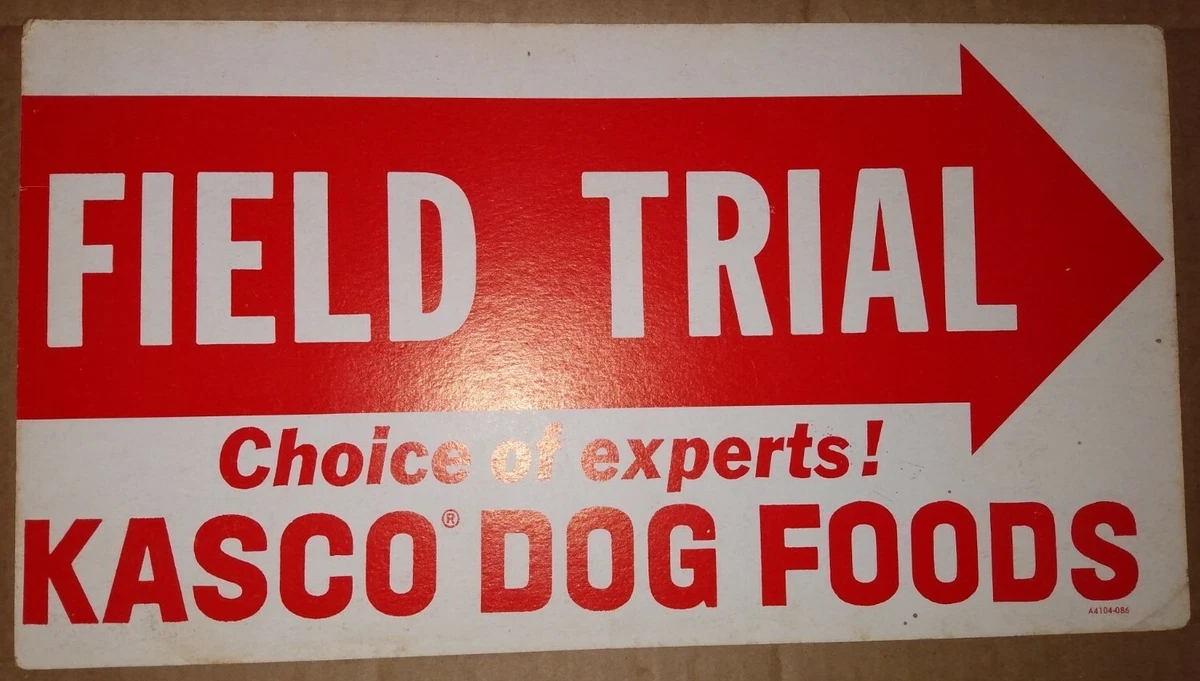 FIELD TRIAL
Choice of experts!
KASCO® DOG FOODS
A4104-086